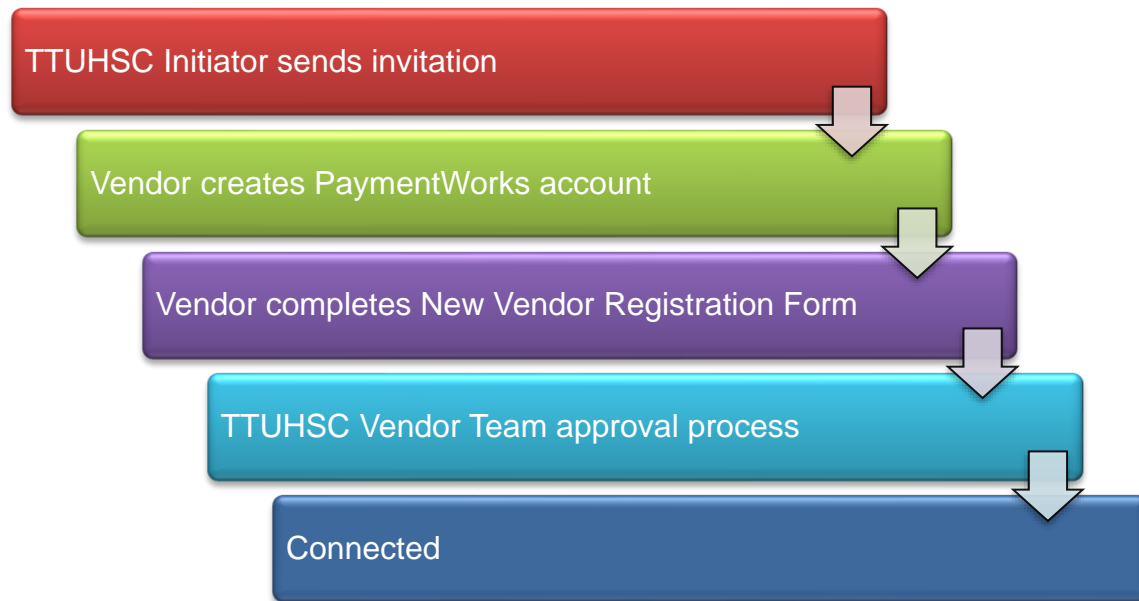 TTUHSC Initiator sends invitation
Vendor creates PaymentWorks account
Vendor completes New Vendor Registration Form
TTUHSC Vendor Team approval process
Connected